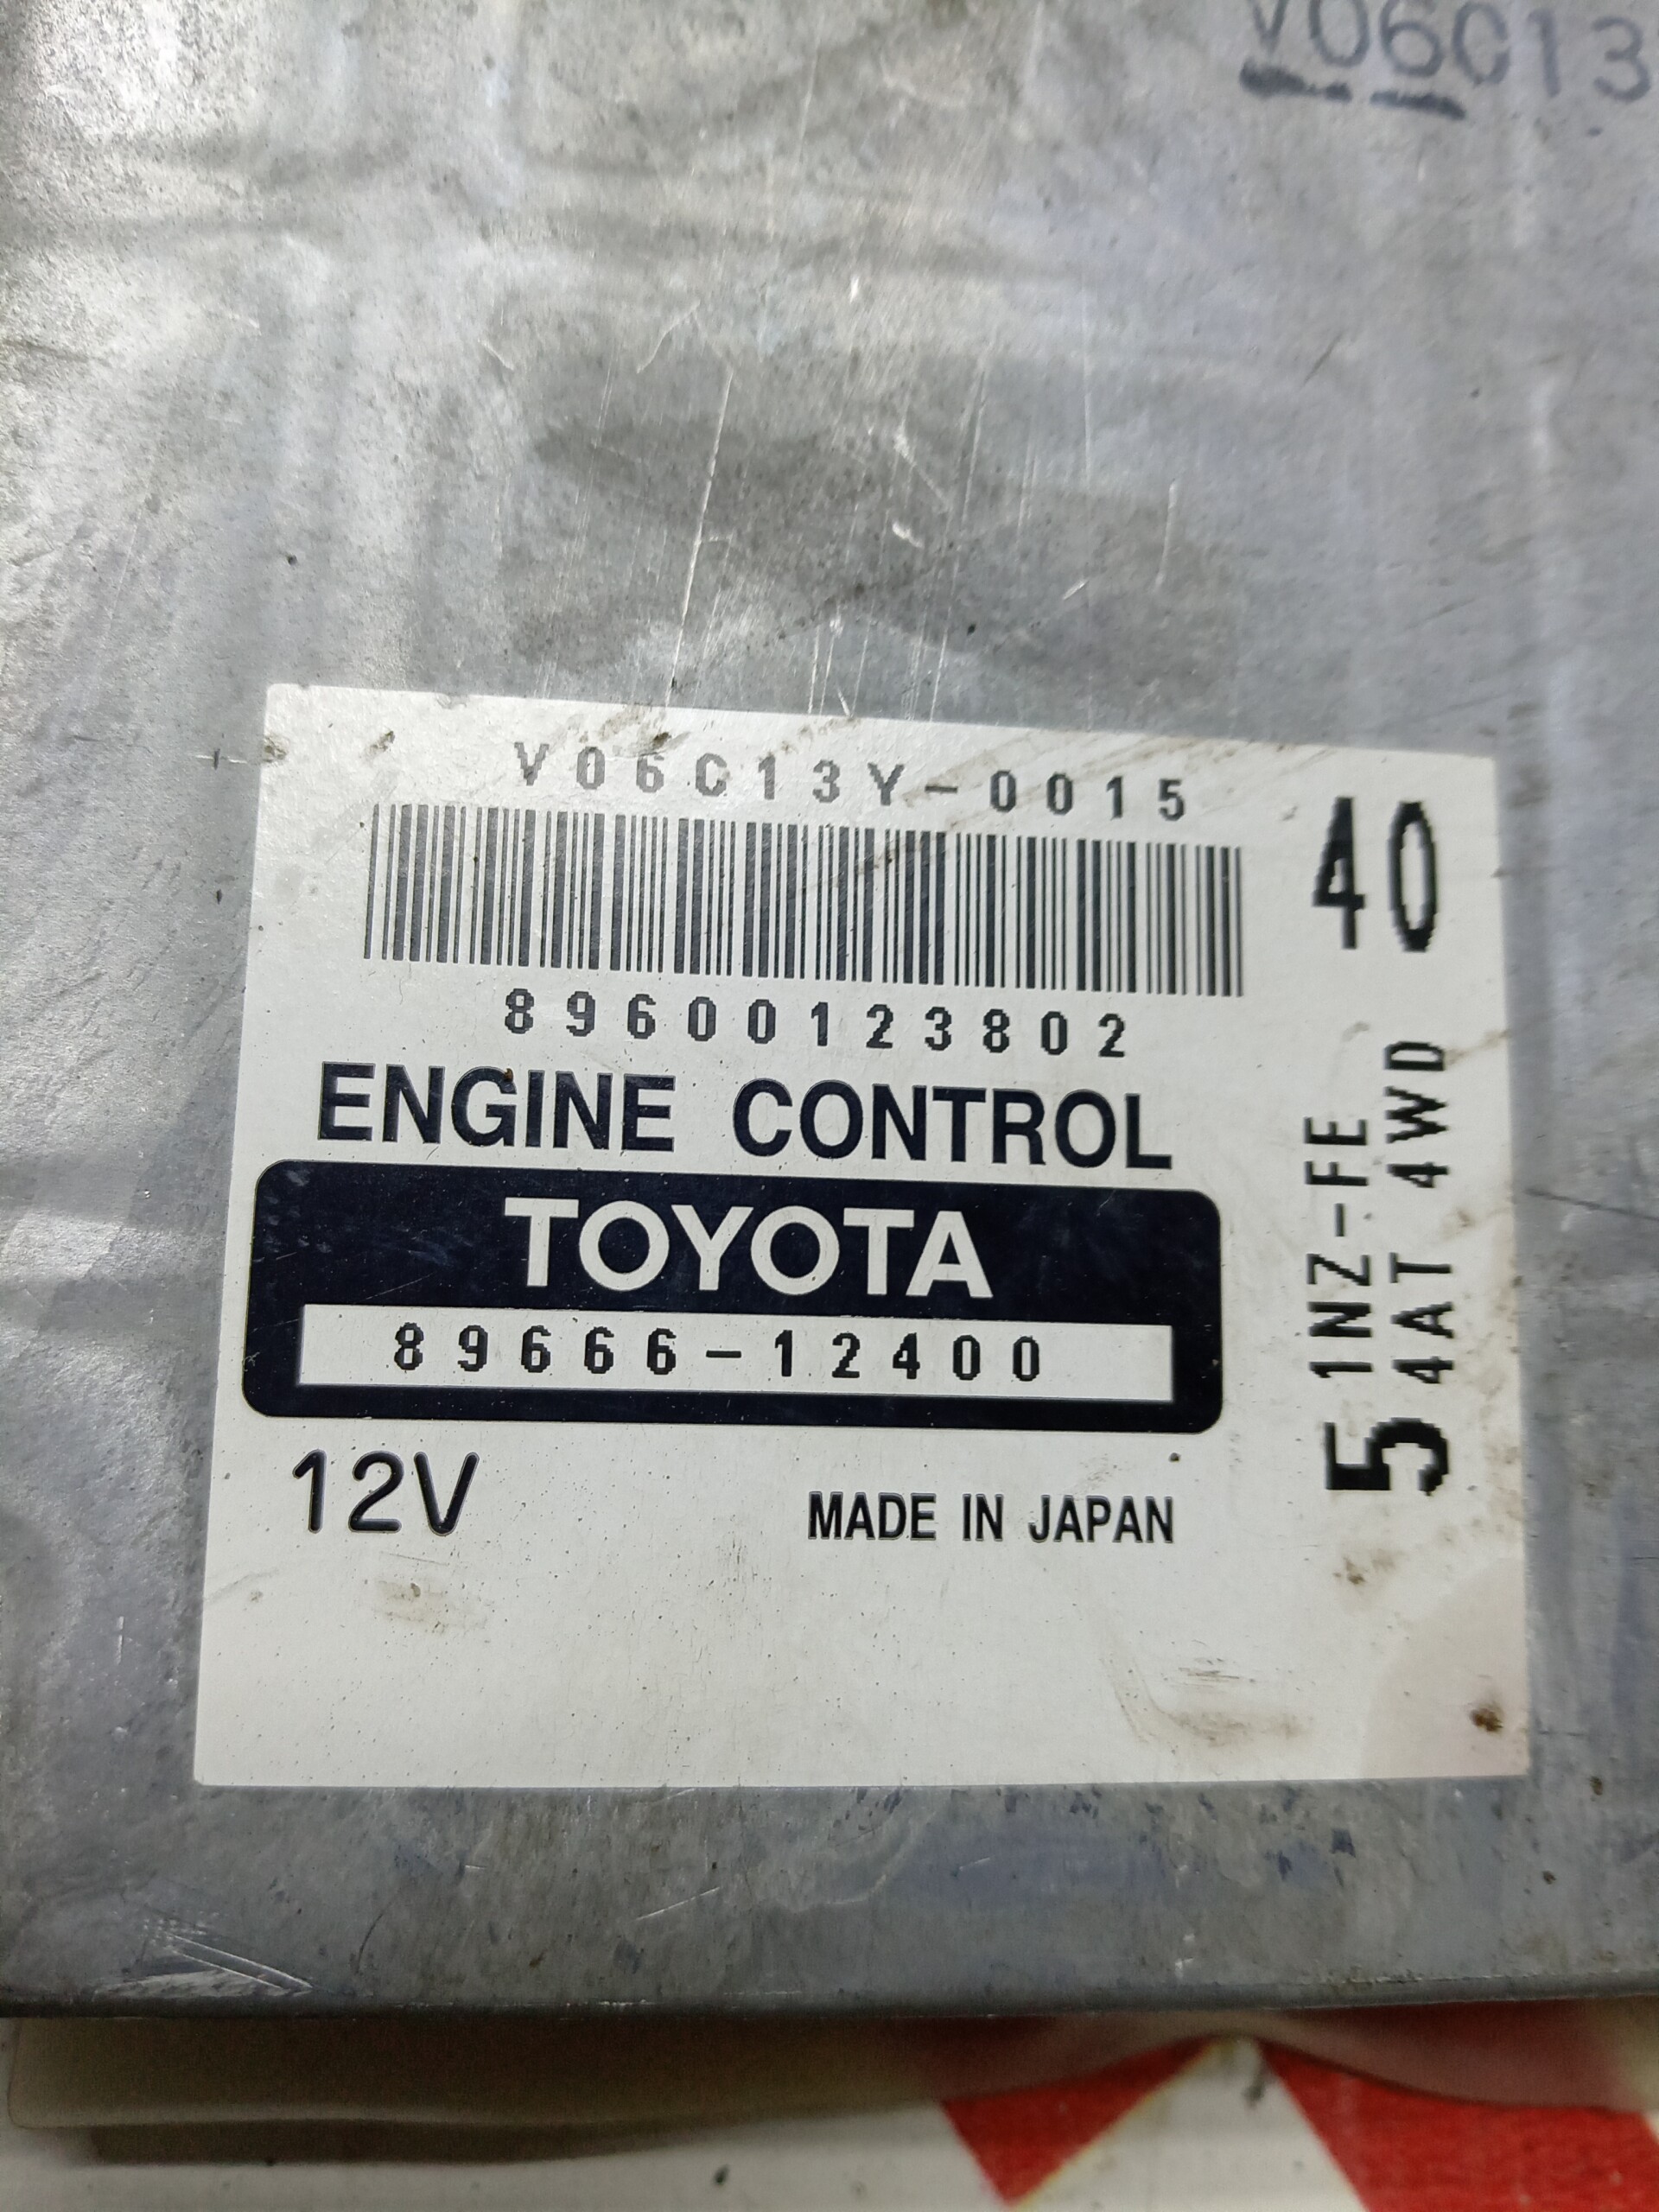 V06C13
V06C13Y-0015
89600123802
ENGINE CONTROL
TOYOTA
89666-12400
12V
MADE IN JAPAN
40
1NZ-FE
5 4AT 4WD